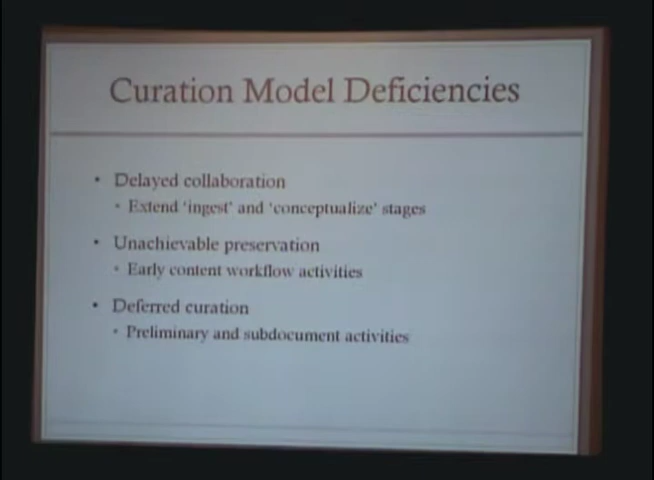 Curation Model Deficiencies
• Delayed collaboration
• Extend 'ingest' and 'conceptualize' stages
• Unachievable preservation
• Early content workflow activities
• Deferred curation
• Preliminary and subdocument activities